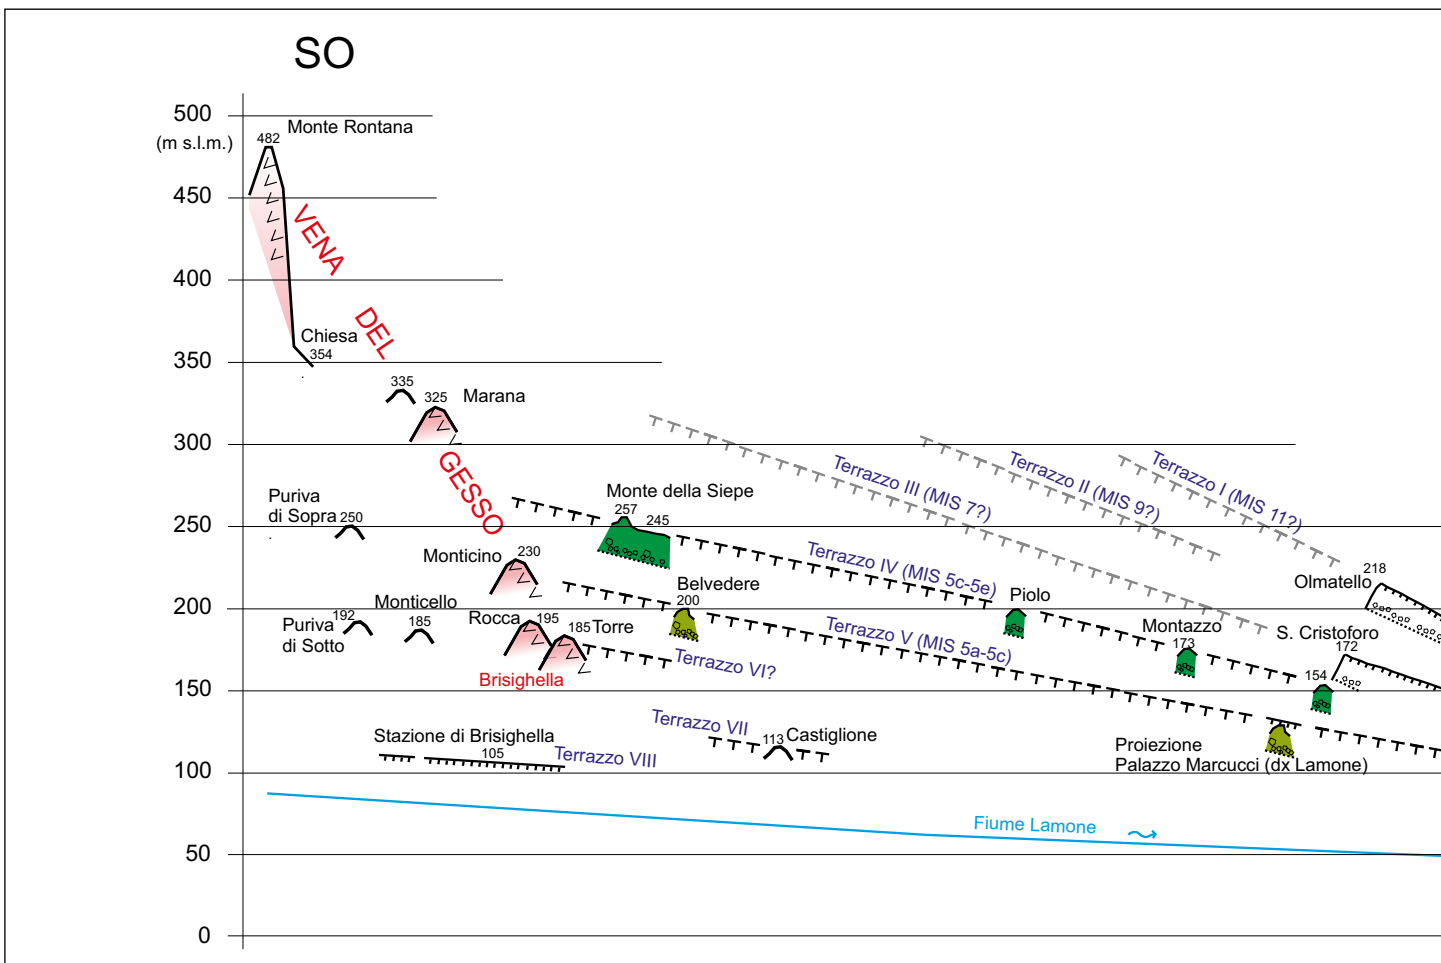 SO
500
(m s.l.m.)
Monte Rontana
482
450
VENA
DEL
GESSO
400
Chiesa
354
350
335
325
Marana
300
Terrazzo III (MIS 7?)
Terrazzo II (MIS 9?)
Terrazzo I (MIS 11?)
Puriva
di Sopra
250
Monte della Siepe
257
245
250
Monticino
230
Terrazzo IV (MIS 5c-5e)
Olmatello
218
Belvedere
200
Piolo
200
Puriva
di Sotto
192
Monticello
185
Rocca
195
185
Torre
Terrazzo V (MIS 5a-5c)
Montazzo
173
S. Cristoforo
172
Brisighella
Terrazzo VI?
154
150
Stazione di Brisighella
105
Terrazzo VIII
Terrazzo VII
113
Castiglione
Proiezione
Palazzo Marcucci (dx Lamone)
100
Fiume Lamone
50
0